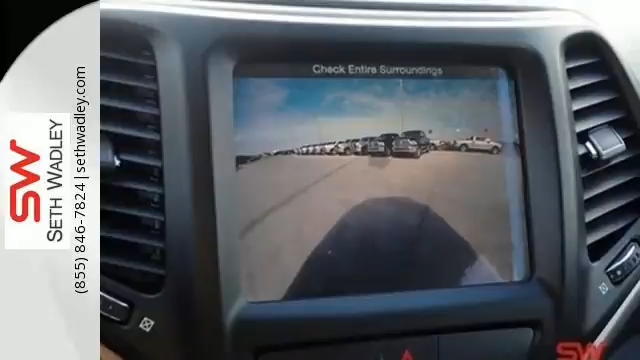 SW
SETH WADLEY
(855) 846-7824 | sethwadley.com
Check Entire Surroundings
SW